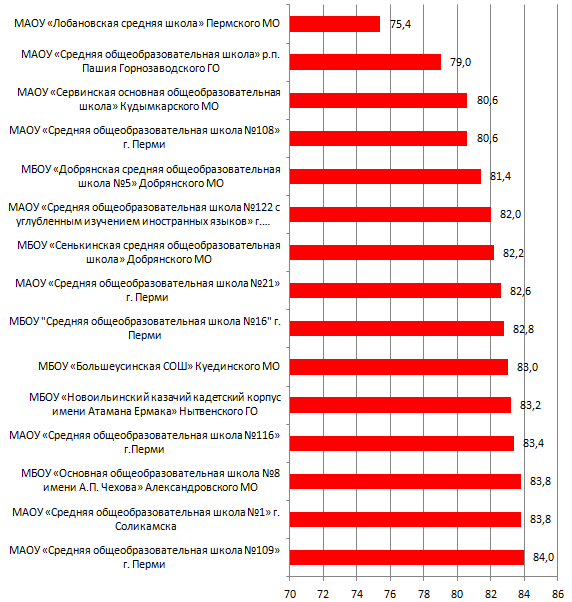 МАОУ «Лобановская средняя школа» Пермского МО
75,4
МАОУ «Средняя общеобразовательная школа» р.п.
Пашия Горнозаводского ГО
79,0
МАОУ «Сервинская основная общеобразовательная
школа» Кудымкарского МО
80,6
МАОУ «Средняя общеобразовательная школа №108»
г. Перми
80,6
МБОУ «Добрянская средняя общеобразовательная
школа №5» Добрянского МО
81,4
МАОУ «Средняя общеобразовательная школа №122 с
углубленным изучением иностранных языков» г....
82,0
МБОУ «Сенькинская средняя общеобразовательная
школа» Добрянского МО
82,2
МАОУ «Средняя общеобразовательная школа №21»
г. Перми
82,6
МБОУ "Средняя общеобразовательная школа №16" г.
Перми
82,8
МБОУ «Большеусинская СОШ» Куединского МО
83,0
МБОУ «Новоильинский казачий кадетский корпус
имени Атамана Ермака» Нытвенского ГО
83,2
МАОУ «Средняя общеобразовательная школа №116»
г.Перми
83,4
МБОУ «Основная общеобразовательная школа №8
имени А.П. Чехова» Александровского МО
83,8
МАОУ «Средняя общеобразовательная школа №1» г.
Соликамска
83,8
МАОУ «Средняя общеобразовательная школа №109»
г. Перми
84,0
70 72 74 76 78 80 82 84 86